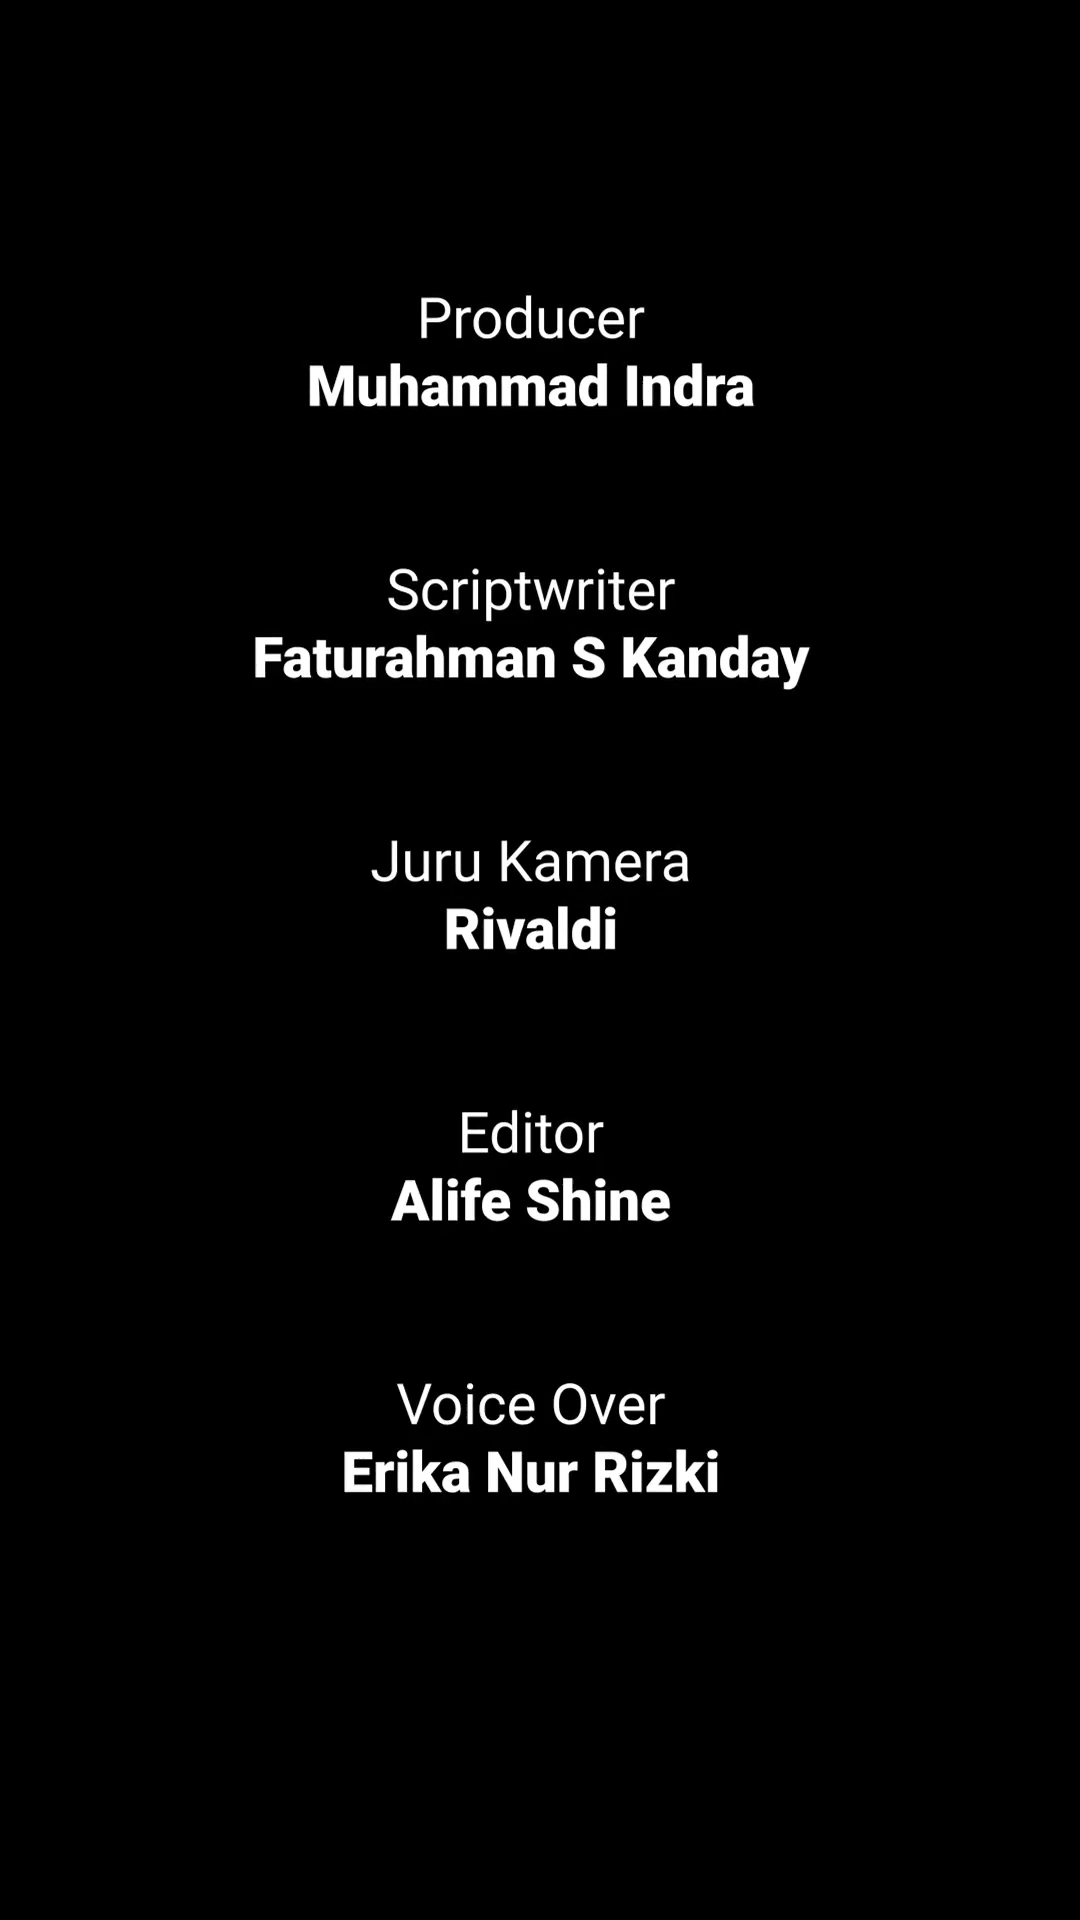 Producer
Muhammad Indra
Scriptwriter
Faturahman S Kanday
Juru Kamera
Rivaldi
Editor
Alife Shine
Voice Over
Erika Nur Rizki